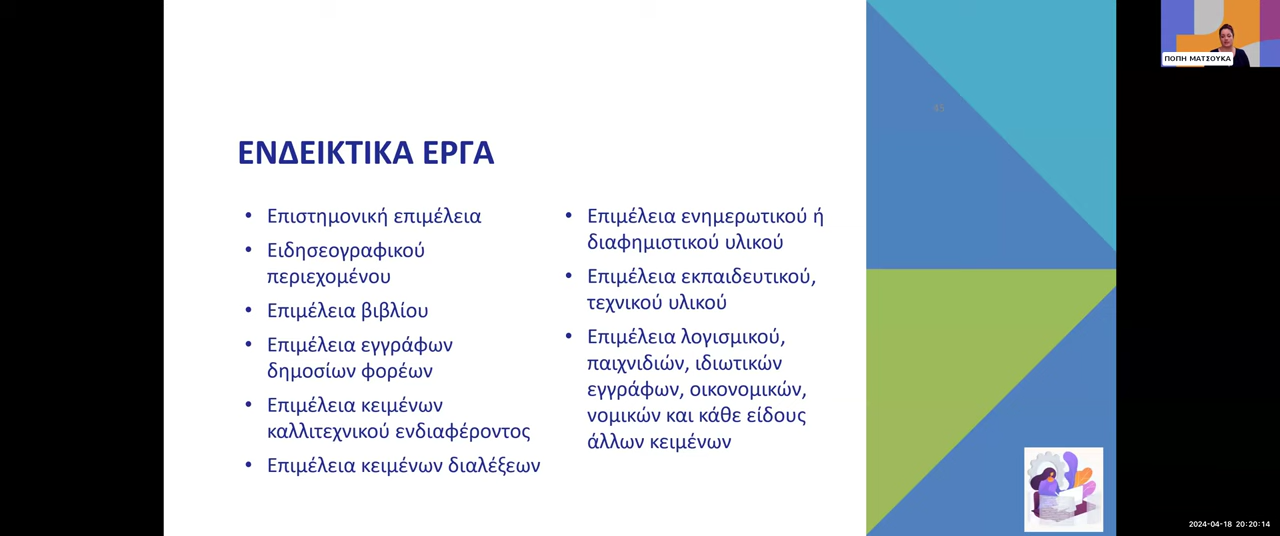 ΠΟΠΗ ΜΑΤΣΟΥΚΑ
45
ΕΝΔΕΙΚΤΙΚΑ ΕΡΓΑ
• Επιστημονική επιμέλεια
• Ειδησεογραφικού
περιεχομένου
• Επιμέλεια βιβλίου
• Επιμέλεια εγγράφων
δημοσίων φορέων
• Επιμέλεια κειμένων
καλλιτεχνικού ενδιαφέροντος
• Επιμέλεια κειμένων διαλέξεων
• Επιμέλεια ενημερωτικού ή
διαφημιστικού υλικού
• Επιμέλεια εκπαιδευτικού,
τεχνικού υλικού
• Επιμέλεια λογισμικού,
παιχνιδιών, ιδιωτικών
εγγράφων, οικονομικών,
νομικών και κάθε είδους
άλλων κειμένων
2024-04-18 20:20:14